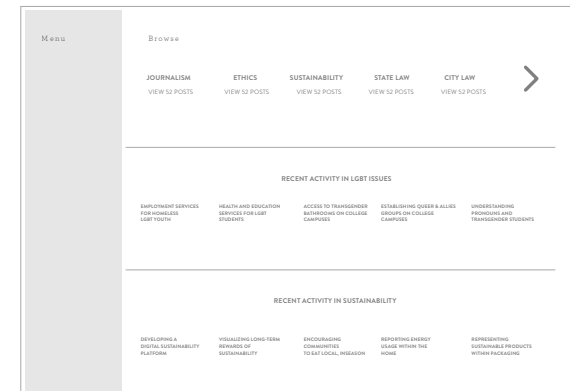 Menu
Browse
JOURNALISM ETHICS SUSTAINABILITY STATE LAW CITY LAW
VIEW 52 POSTS VIEW 52 POSTS VIEW 52 POSTS VIEW 52 POSTS VIEW 52 POSTS
RECENT ACTIVITY IN LGBT ISSUES
EMPLOYMENT SERVICES
FOR HOMELESS
LGBT YOUTH
HEALTH AND EDUCATION
SERVICES FOR LGBT
STUDENTS
ACCESS TO TRANSGENDER
BATHROOMS ON COLLEGE
CAMPUSES
ESTABLISHING QUEER & ALLIES
GROUPS ON COLLEGE
CAMPUSES
UNDERSTANDING
PRONOUNS AND
TRANSGENDER STUDENTS
RECENT ACTIVITY IN SUSTAINABILITY
DEVELOPING A
DIGITAL SUSTAINABILITY
PLATFORM
VISUALIZING LONG-TERM
REWARDS OF
SUSTAINABILITY
ENCOURAGING
COMMUNITIES
TO EAT LOCAL, INSEASON
REPORTING ENERGY
USAGE WITHIN THE
HOME
REPRESENTING
SUSTAINABLE PRODUCTS
WITHIN PACKAGING